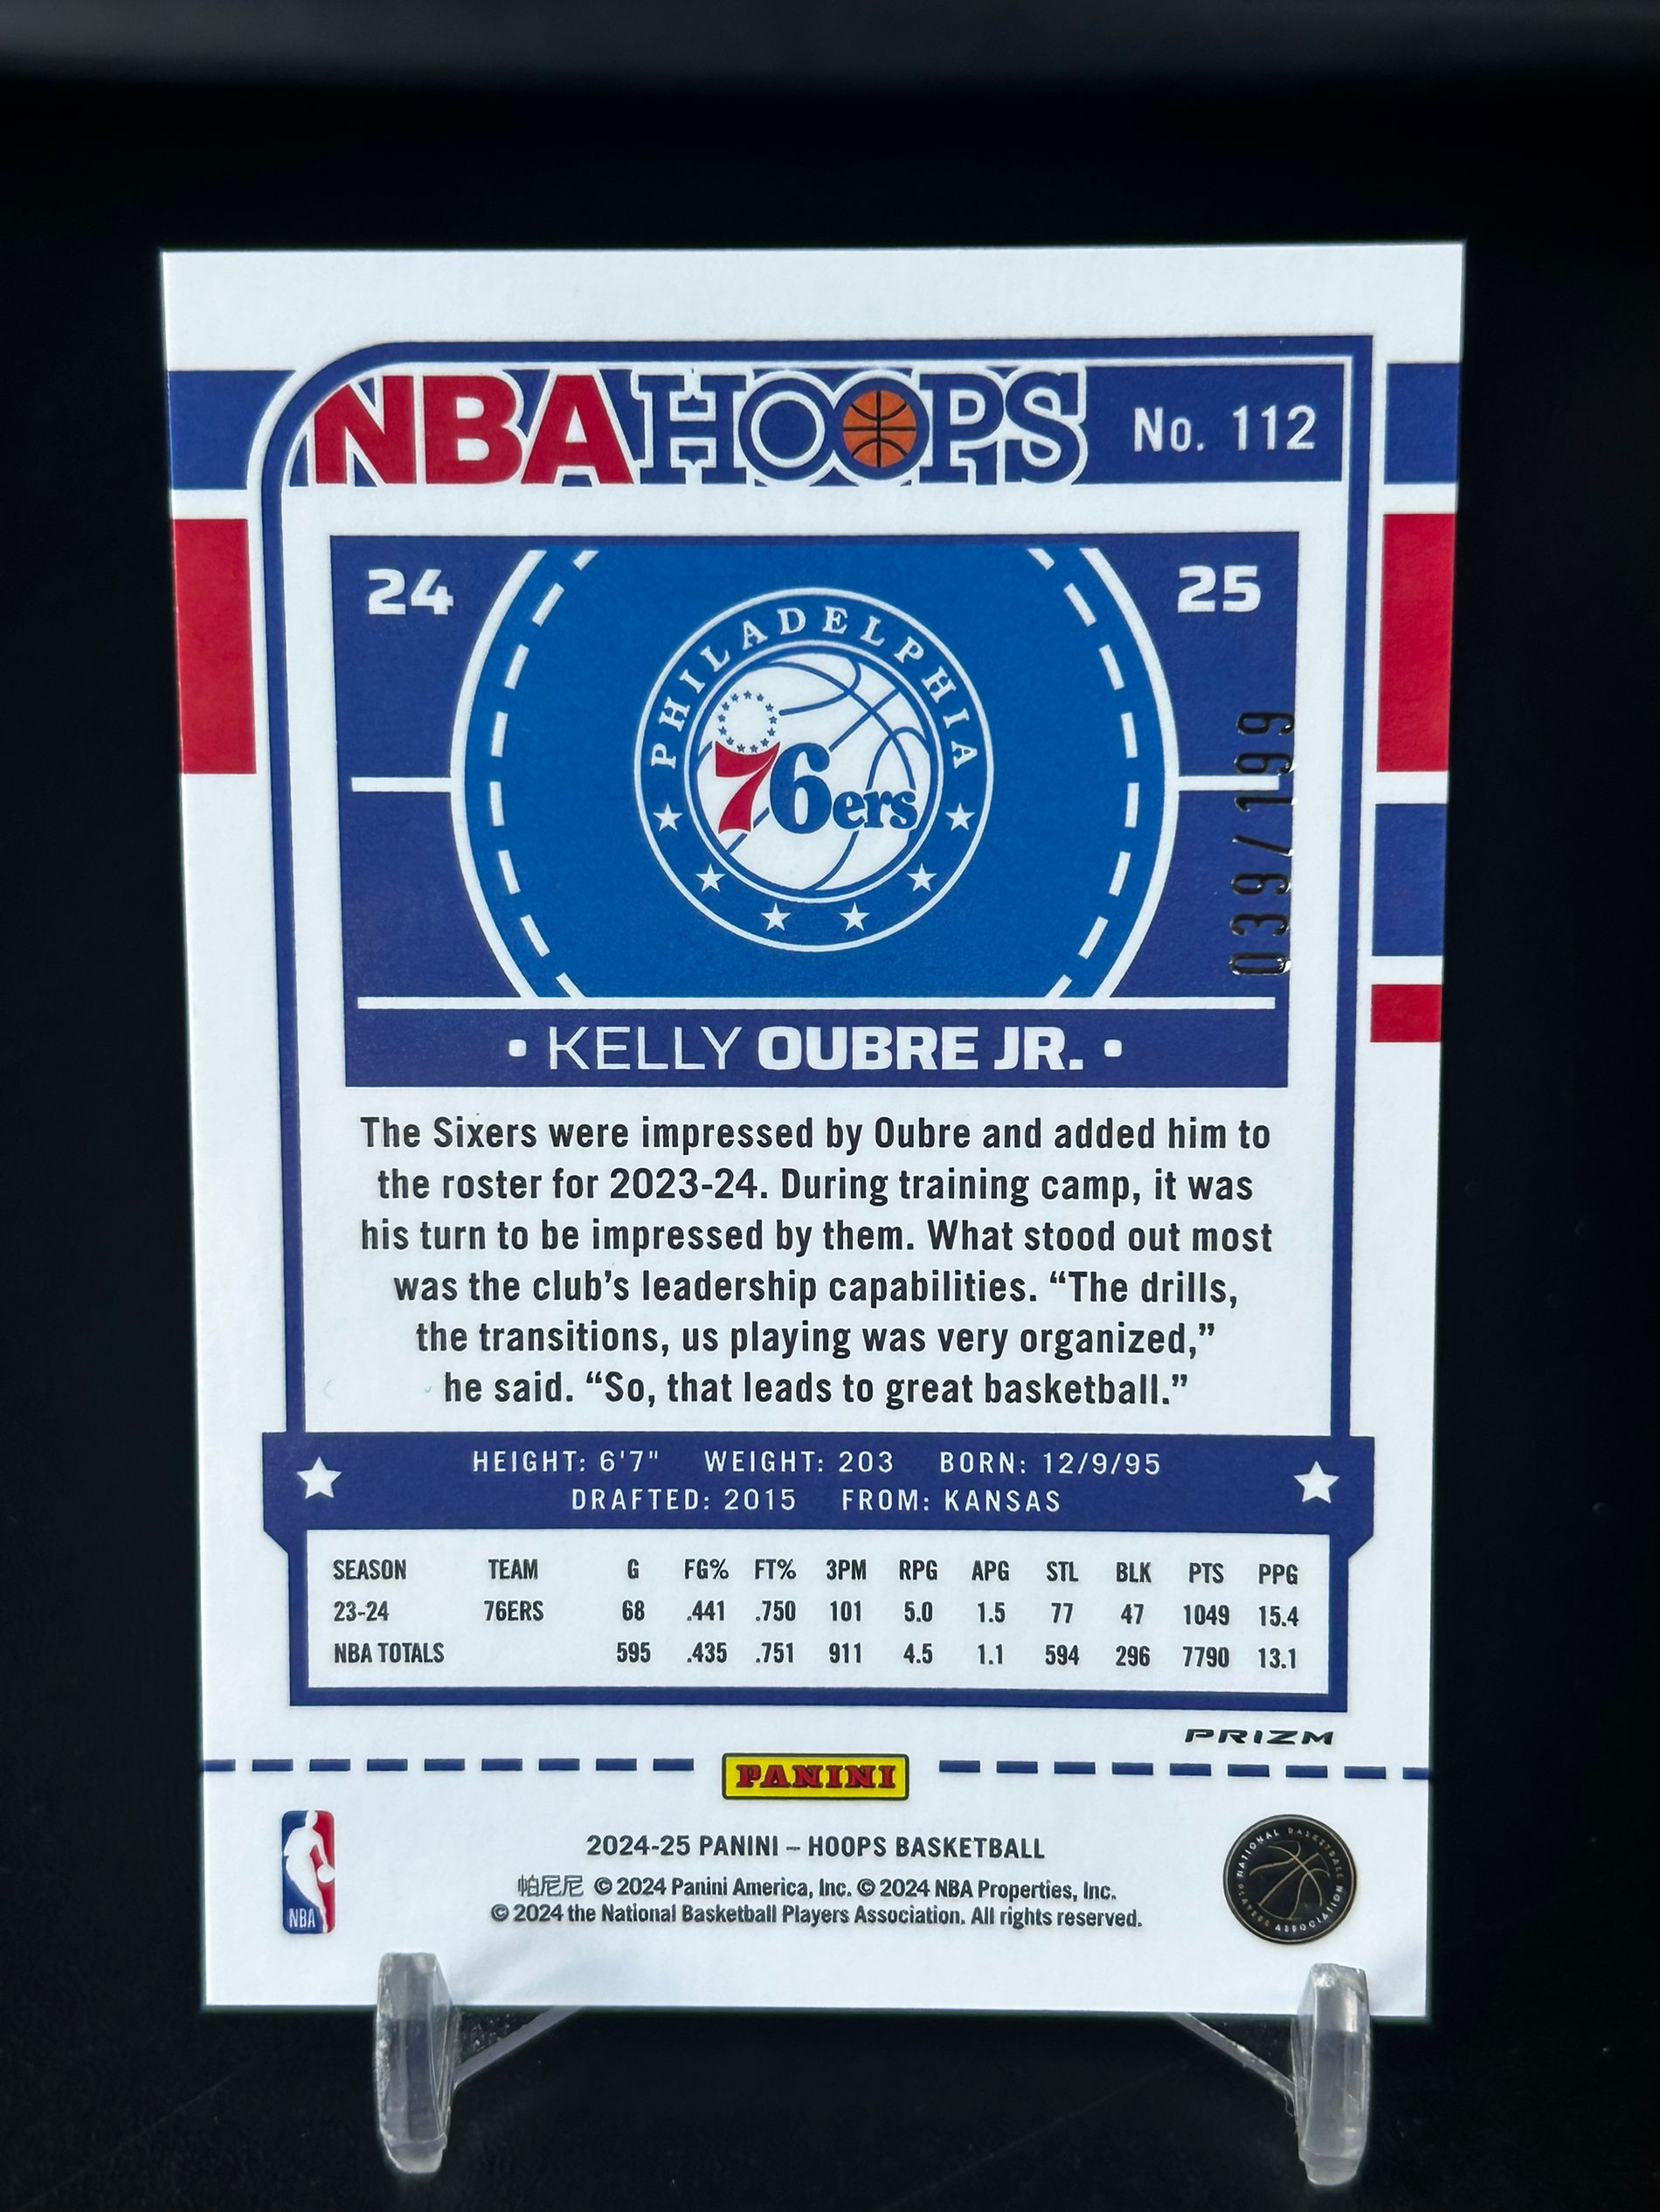 NBA HOOPS No. 112
24 25
PHILADELPHIA
76ers
039/199
• KELLY OUBRE JR. •
The Sixers were impressed by Oubre and added him to
the roster for 2023-24. During training camp, it was
his turn to be impressed by them. What stood out most
was the club’s leadership capabilities. “The drills,
the transitions, us playing was very organized,”
he said. “So, that leads to great basketball.”
HEIGHT: 6'7" WEIGHT: 203 BORN: 12/9/95
DRAFTED: 2015 FROM: KANSAS
SEASON TEAM G FG% FT% 3PM RPG APG STL BLK PTS PPG
23-24 76ERS 68 .441 .750 101 5.0 1.5 77 47 1049 15.4
NBA TOTALS 595 .435 .751 911 4.5 1.1 594 296 7790 13.1
PRIZM
PANINI
2024-25 PANINI – HOOPS BASKETBALL
帕尼尼 © 2024 Panini America, Inc. © 2024 NBA Properties, Inc.
© 2024 the National Basketball Players Association. All rights reserved.
NBA
NATIONAL BASKETBALL PLAYERS ASSOCIATION